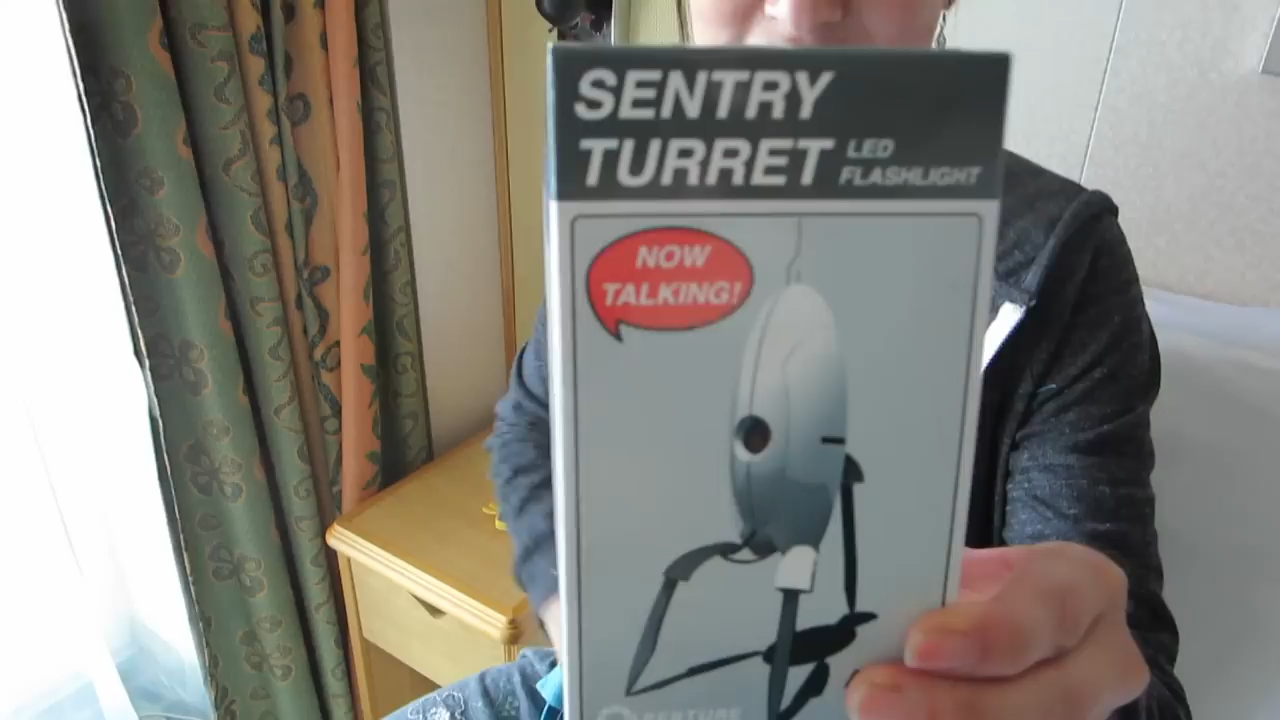 SENTRY
TURRET LED
FLASHLIGHT
NOW
TALKING!